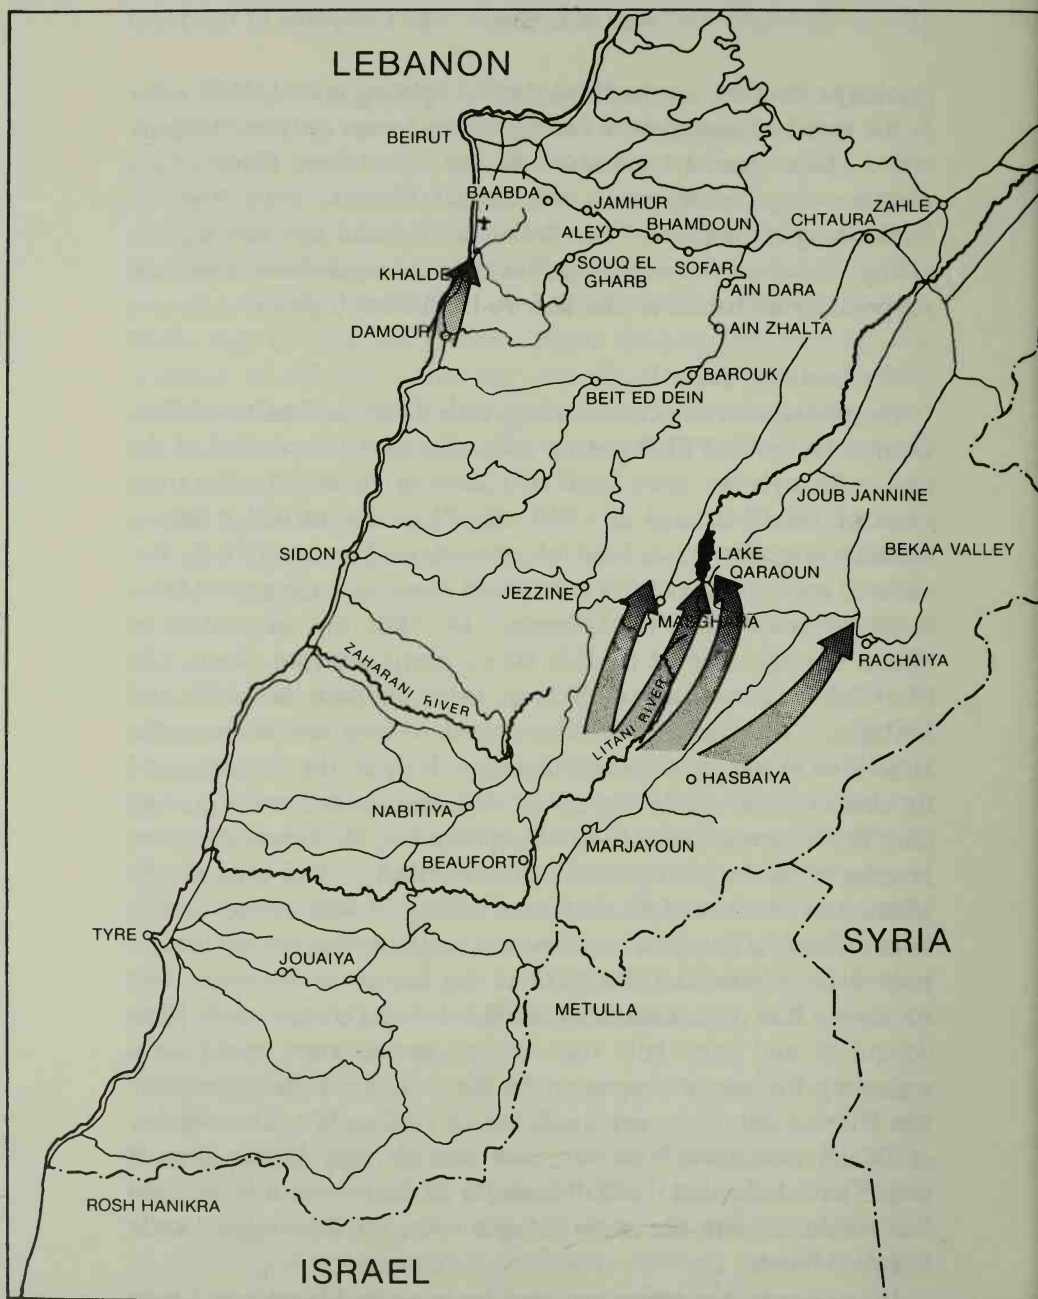 LEBANON
BEIRUT
BAABDA
JAMHUR
ZAHLE
ALEY
BHAMDOUN
CHTAURA
SOUQ EL
GHARB
SOFAR
KHALDE
AIN DARA
DAMOUR
AIN ZHALTA
BAROUK
BEIT ED DEIN
JOUB JANNINE
SIDON
LAKE
QARAOUN
BEKAA VALLEY
JEZZINE
MASGHARA
RACHAIYA
ZAHARANI RIVER
LITANI RIVER
HASBAIYA
NABITIYA
MARJAYOUN
BEAUFORT
TYRE
SYRIA
JOUAIYA
METULLA
ROSH HANIKRA
ISRAEL